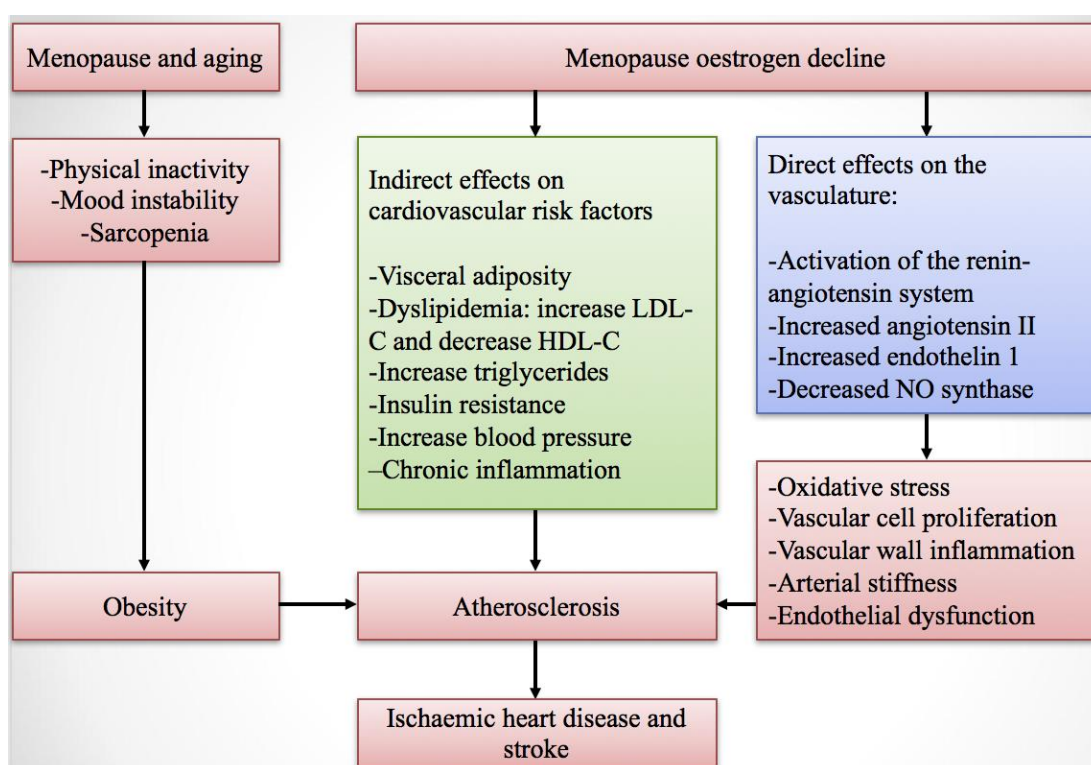 Menopause and aging
Menopause oestrogen decline
-Physical inactivity
-Mood instability
-Sarcopenia
Indirect effects on
cardiovascular risk factors
-Visceral adiposity
-Dyslipidemia: increase LDL-
C and decrease HDL-C
-Increase triglycerides
-Insulin resistance
-Increase blood pressure
–Chronic inflammation
Direct effects on the
vasculature:
-Activation of the renin-
angiotensin system
-Increased angiotensin II
-Increased endothelin 1
-Decreased NO synthase
-Oxidative stress
-Vascular cell proliferation
-Vascular wall inflammation
-Arterial stiffness
-Endothelial dysfunction
Obesity
Atherosclerosis
Ischaemic heart disease and
stroke